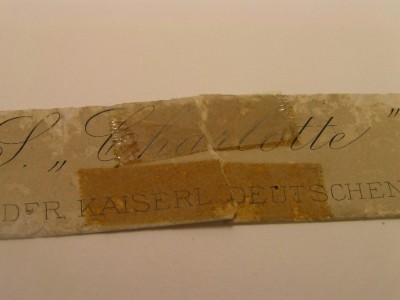 S. „Charlotte”
DER KAISERL DEUTSCHEN